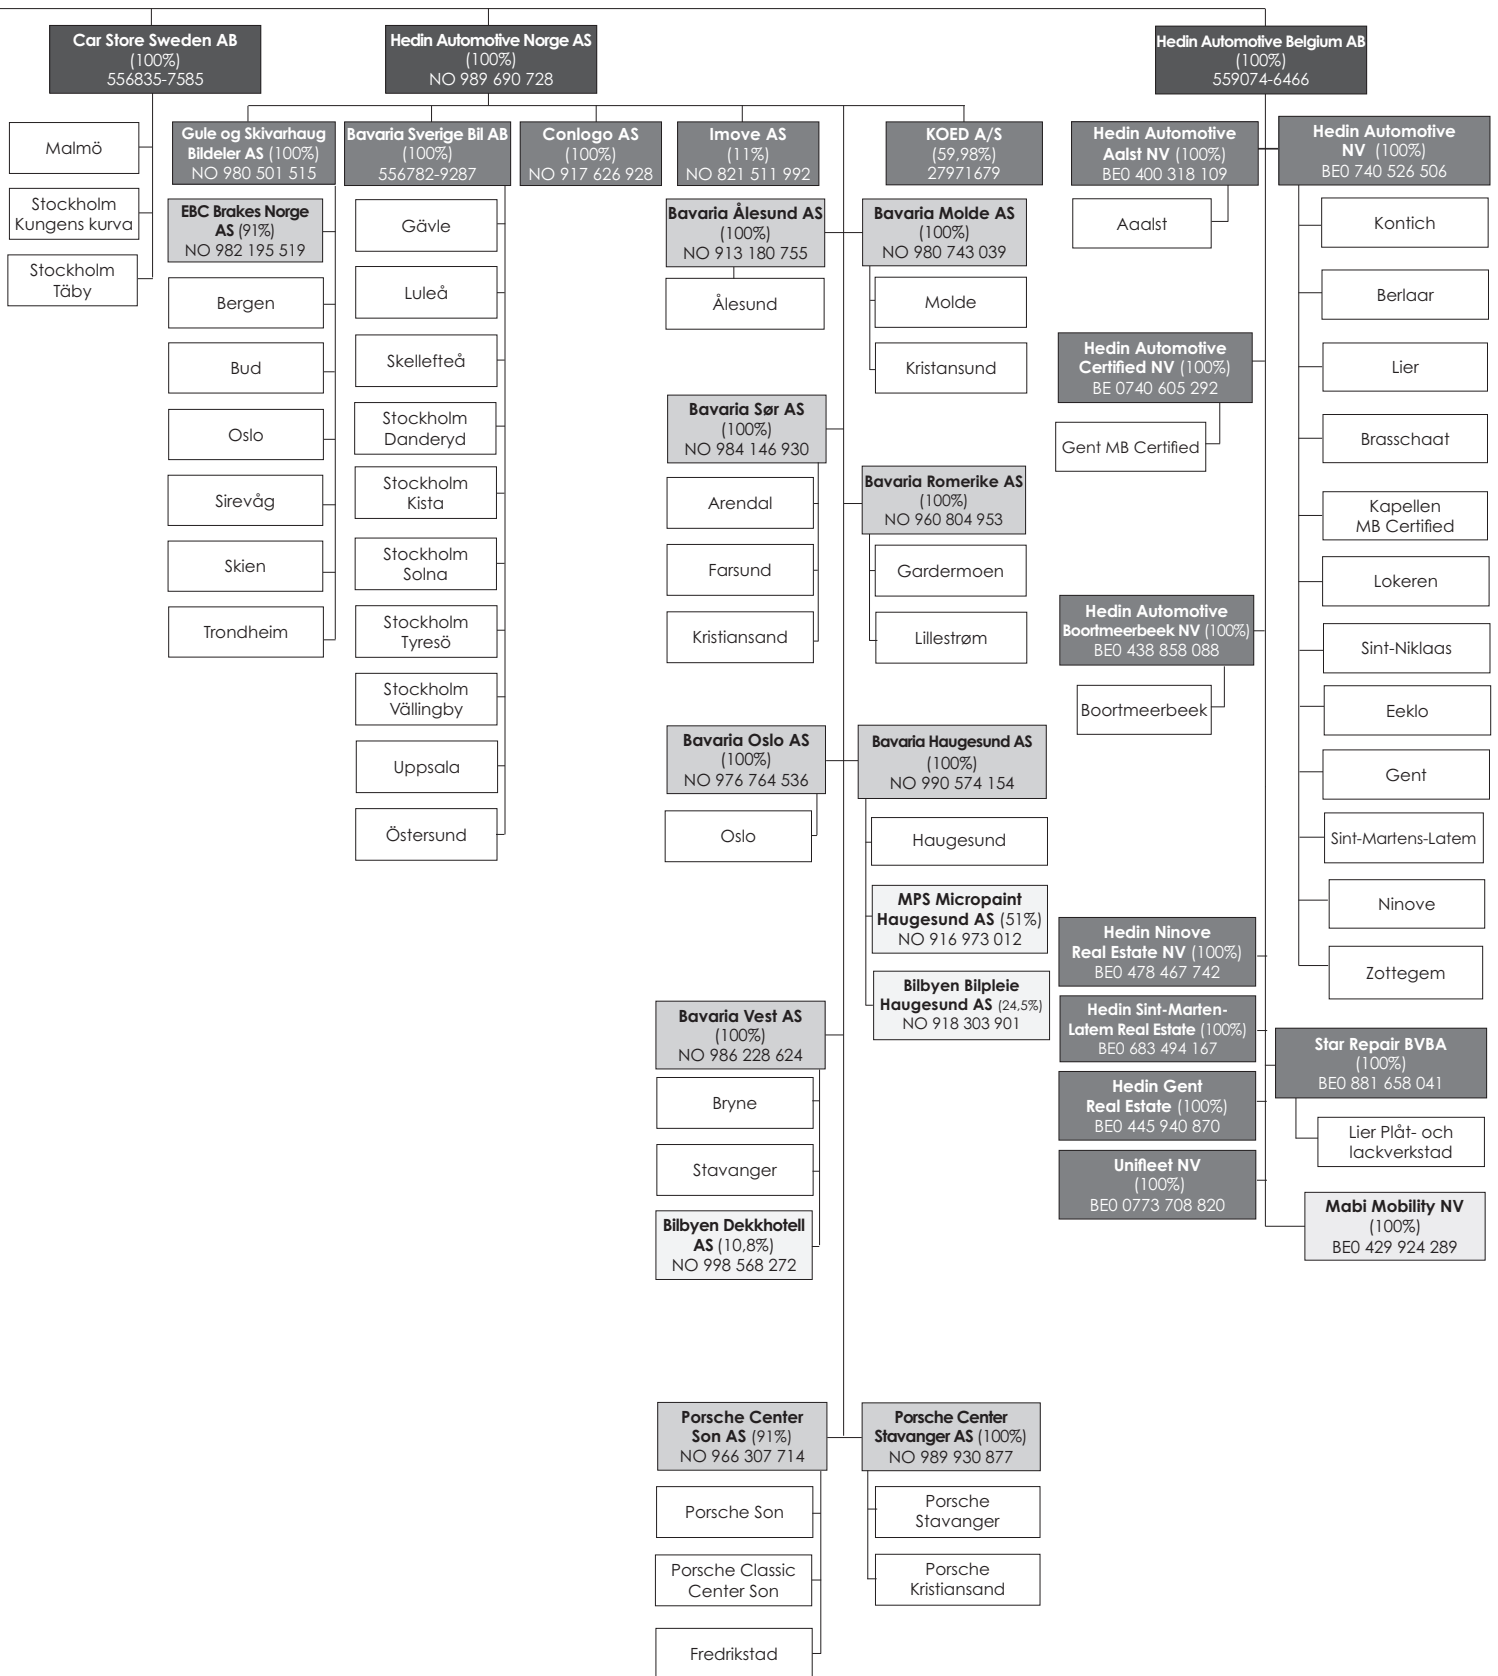 Car Store Sweden AB
(100%)
556835-7585
Malmö
Stockholm
Kungens kurva
Stockholm
Täby
Hedin Automotive Norge AS
(100%)
NO 989 690 728
Gule og Skivarhaug
Bildeler AS (100%)
NO 980 501 515
EBC Brakes Norge
AS (91%)
NO 982 195 519
Bergen
Bud
Oslo
Sirevåg
Skien
Trondheim
Bavaria Sverige Bil AB
(100%)
556782-9287
Gävle
Luleå
Skellefteå
Stockholm
Danderyd
Stockholm
Kista
Stockholm
Solna
Stockholm
Tyresö
Stockholm
Vällingby
Uppsala
Östersund
Conlogo AS
(100%)
NO 917 626 928
Imove AS
(11%)
NO 821 511 992
KOED A/S
(59,98%)
27971679
Bavaria Ålesund AS
(100%)
NO 913 180 755
Ålesund
Bavaria Molde AS
(100%)
NO 980 743 039
Molde
Kristansund
Bavaria Sør AS
(100%)
NO 984 146 930
Arendal
Farsund
Kristiansand
Bavaria Romerike AS
(100%)
NO 960 804 953
Gardermoen
Lillestrøm
Bavaria Oslo AS
(100%)
NO 976 764 536
Oslo
Bavaria Haugesund AS
(100%)
NO 990 574 154
Haugesund
MPS Micropaint
Haugesund AS (51%)
NO 916 973 012
Bilbyen Bilpleie
Haugesund AS (24,5%)
NO 918 303 901
Bavaria Vest AS
(100%)
NO 986 228 624
Bryne
Stavanger
Bilbyen Dekkhotell
AS (10,8%)
NO 998 568 272
Porsche Center
Son AS (91%)
NO 966 307 714
Porsche Son
Porsche Classic
Center Son
Fredrikstad
Porsche Center
Stavanger AS (100%)
NO 989 930 877
Porsche
Stavanger
Porsche
Kristiansand
Hedin Automotive Belgium AB
(100%)
559074-6466
Hedin Automotive
Aalst NV (100%)
BE0 400 318 109
Aaalst
Hedin Automotive
Certified NV (100%)
BE 0740 605 292
Gent MB Certified
Hedin Automotive
Boortmeerbeek NV (100%)
BE0 438 858 088
Boortmeerbeek
Hedin Ninove
Real Estate NV (100%)
BE0 478 467 742
Hedin Sint-Marten-
Latem Real Estate (100%)
BE0 683 494 167
Hedin Gent
Real Estate (100%)
BE0 445 940 870
Unifleet NV
(100%)
BE0 0773 708 820
Hedin Automotive
NV (100%)
BE0 740 526 506
Kontich
Berlaar
Lier
Brasschaat
Kapellen
MB Certified
Lokeren
Sint-Niklaas
Eeklo
Gent
Sint-Martens-Latem
Ninove
Zottegem
Star Repair BVBA
(100%)
BE0 881 658 041
Lier Plåt- och
lackverkstad
Mabi Mobility NV
(100%)
BE0 429 924 289